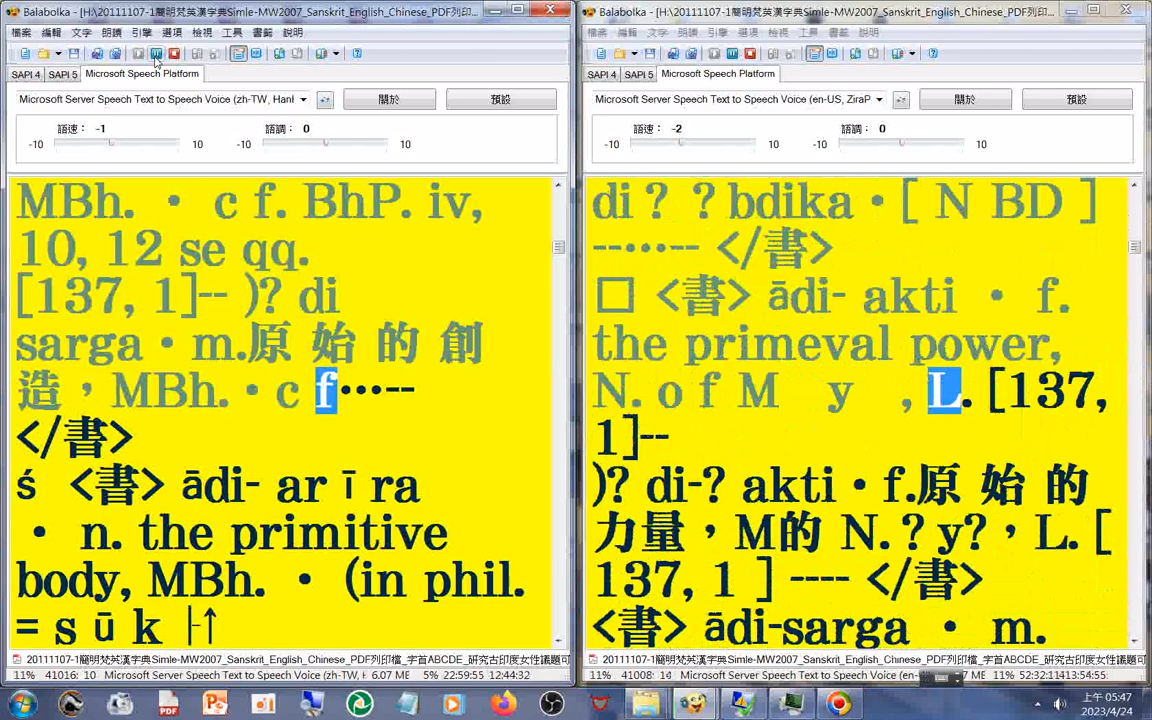 Balabolka - [H:\20111107-1簡明梵英漢字典Simle-MW2007_Sanskrit_English_Chinese_PDF列印...
檔案 編輯 文字 朗讀 引擎 選項 檢視 工具 書籤 說明
SAPI 4 SAPI 5 Microsoft Speech Platform
Microsoft Server Speech Text to Speech Voice (zh-TW, Han
關於 預設
語速： -1 語調： 0
-10 10 -10 10
MBh. • c f. BhP. iv,
10, 12 se qq.
[137, 1]-- )? di
sarga • m.原 始 的 創
造，MBh. • c f•••--
</書>
ś <書> ādi- ar ī ra
• n. the primitive
body, MBh. • (in phil.
= s ū k ├↑
20111107-1簡明梵英漢字典Simle-MW2007_Sanskrit_English_Chinese_PDF列印檔_字首ABCDE_研究古印度女性議題可
11% 41016: 10 Microsoft Server Speech Text to Speech Voice (zh-TW, 6.07 ME 5% 22:59:55 12:44:32
Balabolka - [H:\20111107-1簡明梵英漢字典Simle-MW2007_Sanskrit_English_Chinese_PDF列印...
檔案 編輯 文字 朗讀 引擎 選項 檢視 工具 書籤 說明
SAPI 4 SAPI 5 Microsoft Speech Platform
Microsoft Server Speech Text to Speech Voice (en-US, ZiraP
關於 預設
語速： -2 語調： 0
-10 10 -10 10
di ? ? bdika • [ N BD ]
--•••-- </書>
□ <書> ādi- akti • f.
the primeval power,
N. o f M y , L. [137,
1]--
)? di-? akti • f.原 始 的
力量，M的 N. ? y?，L. [
137, 1 ] ---- </書>
<書> ādi-sarga • m.
20111107-1簡明梵英漢字典Simle-MW2007_Sanskrit_English_Chinese_PDF列印檔_字首ABCDE_研究古印度女性議題可
11% 41008: 14 Microsoft Server Speech Text to Speech Voice (en- 11% 52:32:11 13:54:55
上午 05:47
2023/4/24